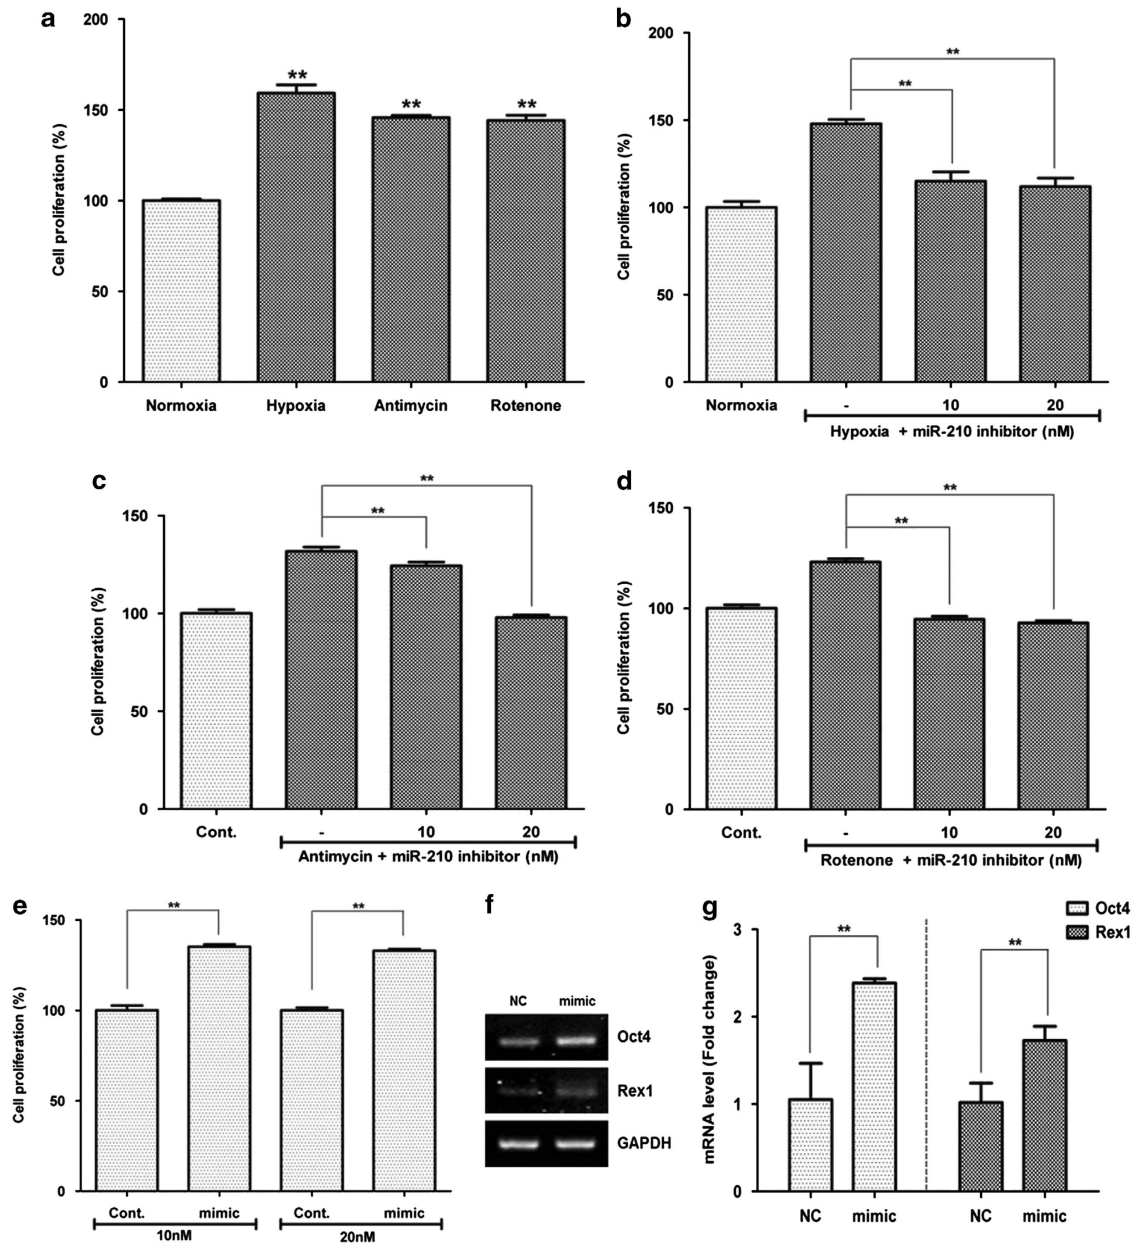 a
200
150
100
50
0
Cell proliferation (%)
** ** **
Normoxia Hypoxia Antimycin Rotenone
b
200
150
100
50
0
Cell proliferation (%)
**
**
Normoxia - 10 20
Hypoxia + miR-210 inhibitor (nM)
c
150
100
50
0
Cell proliferation (%)
**
**
Cont. - 10 20
Antimycin + miR-210 inhibitor (nM)
d
150
100
50
0
Cell proliferation (%)
**
**
Cont. - 10 20
Rotenone + miR-210 inhibitor (nM)
e
150
100
50
0
Cell proliferation (%)
** **
Cont. mimic Cont. mimic
10nM 20nM
f
NC mimic
Oct4
Rex1
GAPDH
g
Oct4
Rex1
3
2
1
0
mRNA level (Fold change)
** **
NC mimic NC mimic